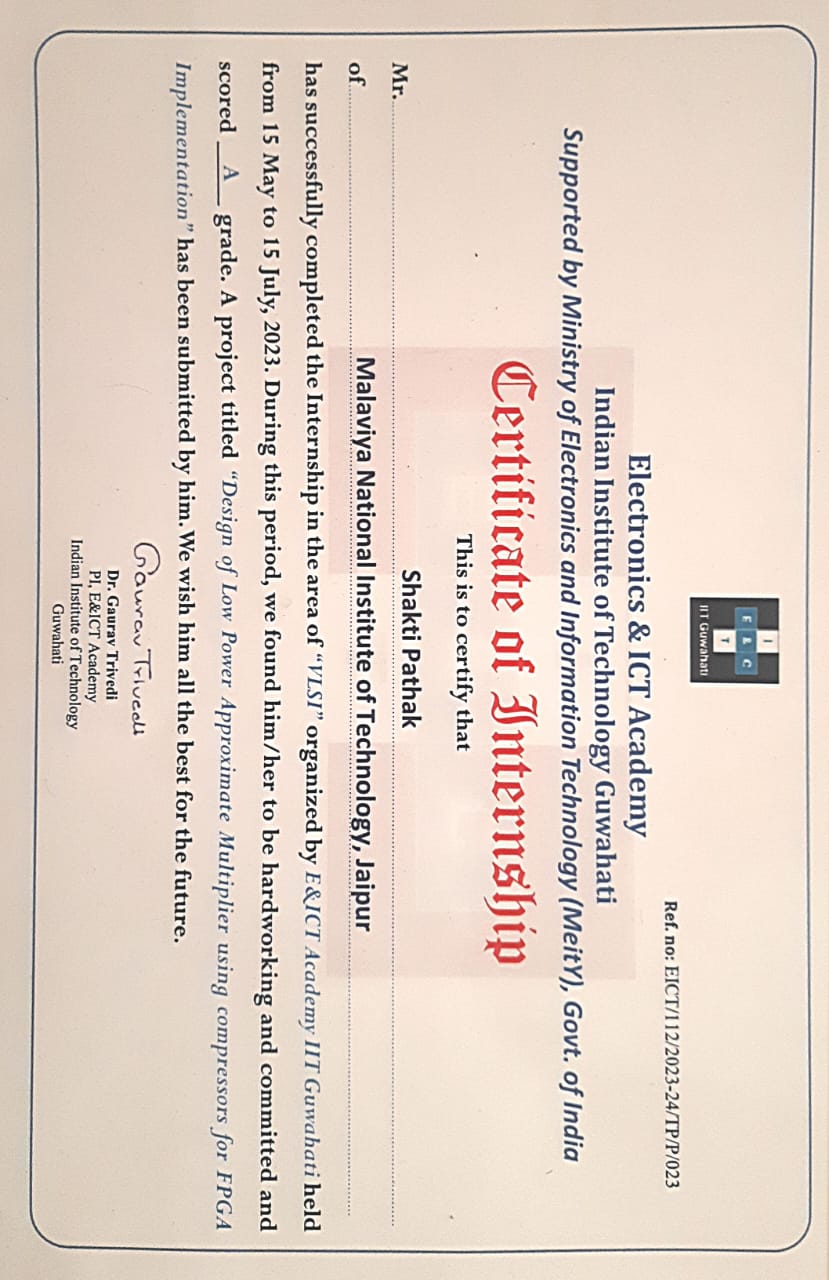 I
E & C
T
IIT Guwahati
Ref. no: EICT/112/2023-24/TP/P/023
Electronics & ICT Academy
Indian Institute of Technology Guwahati
Supported by Ministry of Electronics and Information Technology (MeitY), Govt. of India
Certificate of Internship
This is to certify that
Mr. Shakti Pathak
of Malaviya National Institute of Technology, Jaipur
has successfully completed the Internship in the area of “VLSI” organized by E&ICT Academy IIT Guwahati held
from 15 May to 15 July, 2023. During this period, we found him/her to be hardworking and committed and
scored A grade. A project titled “Design of Low Power Approximate Multiplier using compressors for FPGA
Implementation” has been submitted by him. We wish him all the best for the future.
Gaurav Trivedi
Dr. Gaurav Trivedi
PI, E&ICT Academy
Indian Institute of Technology
Guwahati